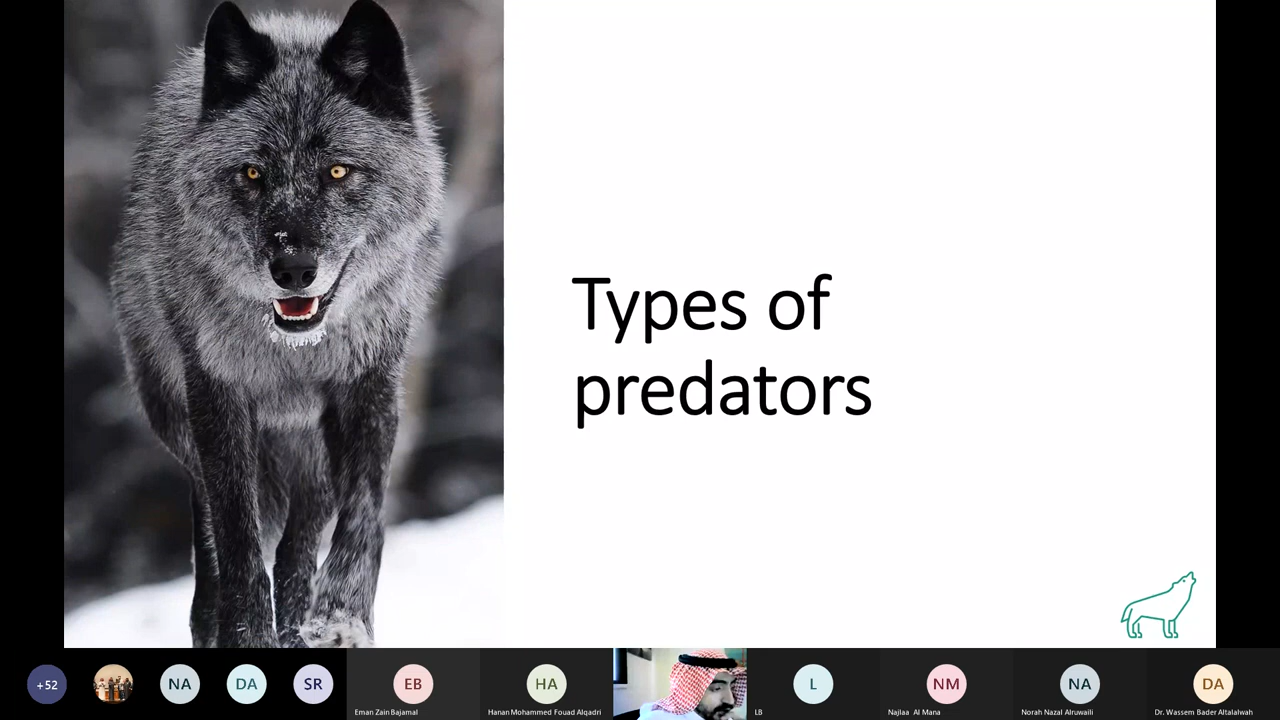 Types of
predators
+52
NA
DA
SR
EB
HA
L
NM
NA
DA
Eman Zain Bajamal
Hanan Mohammed Fouad Alqadri
LB
Najlaa Al Mana
Norah Nazal Alruwaili
Dr. Wassem Bader Altalalwah